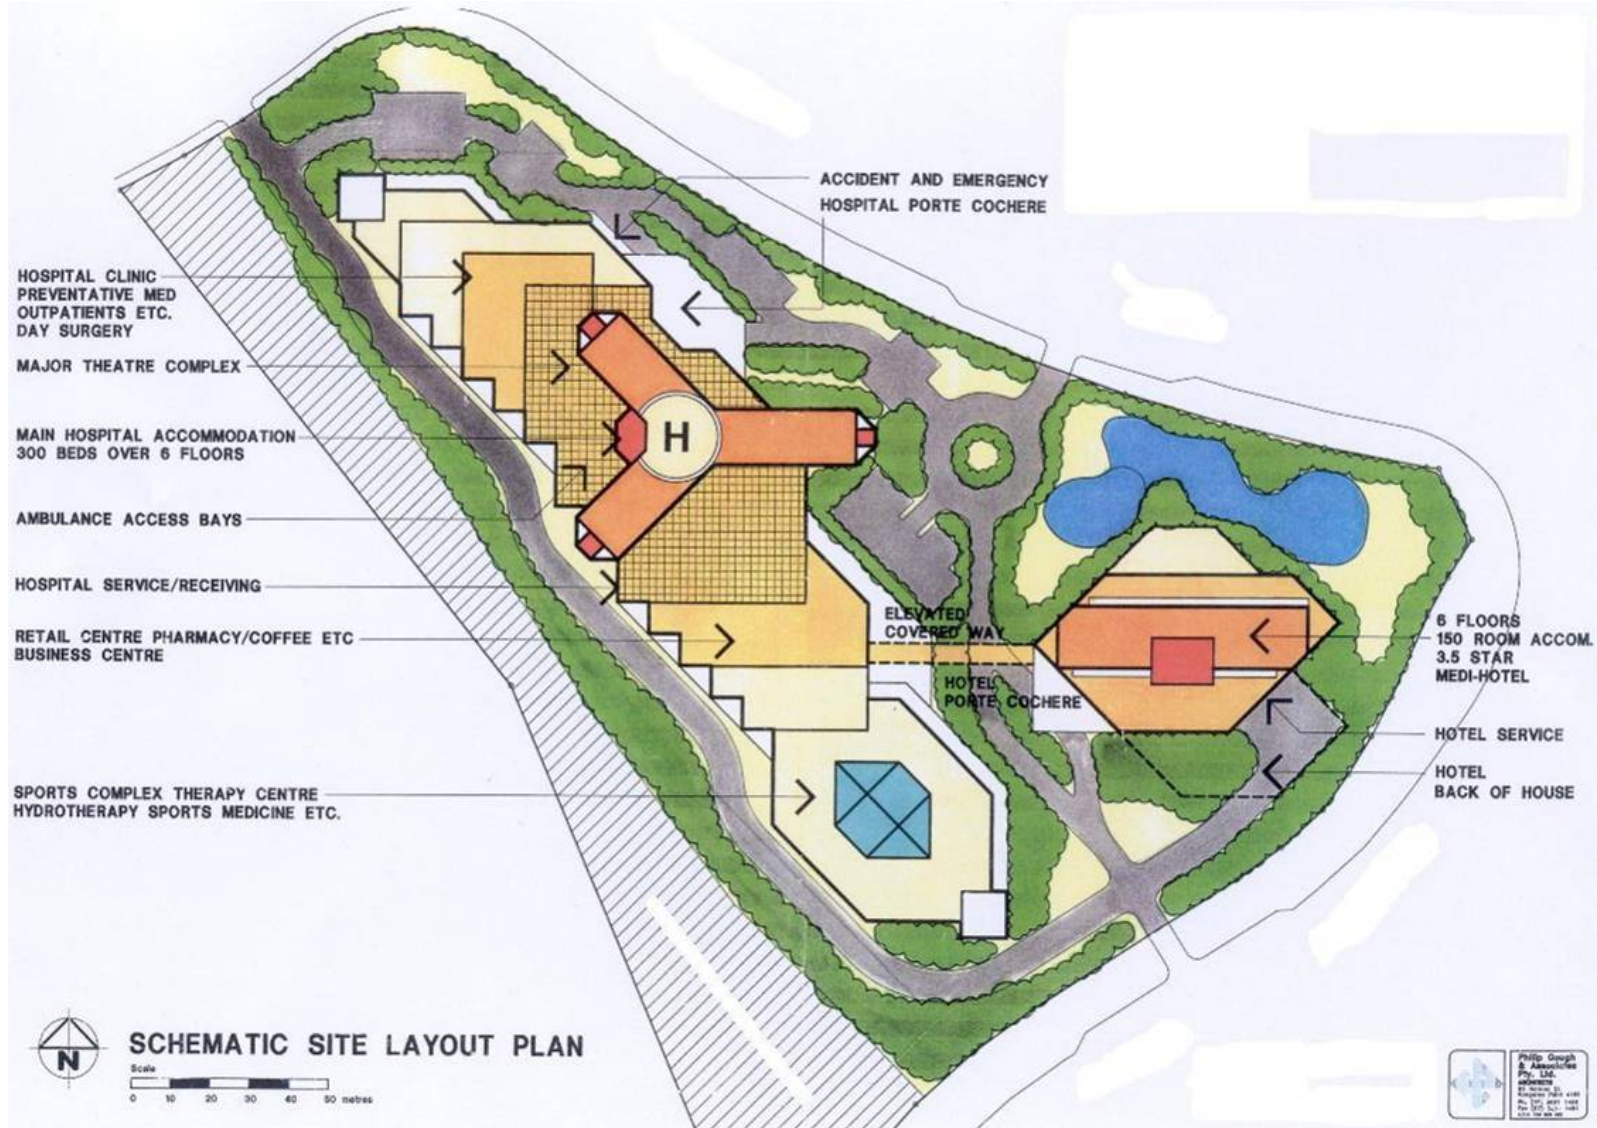 ACCIDENT AND EMERGENCY
HOSPITAL PORTE COCHERE
HOSPITAL CLINIC
PREVENTATIVE MED
OUTPATIENTS ETC.
DAY SURGERY
MAJOR THEATRE COMPLEX
MAIN HOSPITAL ACCOMMODATION
300 BEDS OVER 6 FLOORS
H
AMBULANCE ACCESS BAYS
HOSPITAL SERVICE/RECEIVING
RETAIL CENTRE PHARMACY/COFFEE ETC
BUSINESS CENTRE
ELEVATED
COVERED WAY
HOTEL
PORTE COCHERE
6 FLOORS
150 ROOM ACCOM.
3.5 STAR
MEDI-HOTEL
HOTEL SERVICE
HOTEL
BACK OF HOUSE
SPORTS COMPLEX THERAPY CENTRE
HYDROTHERAPY SPORTS MEDICINE ETC.
N
SCHEMATIC SITE LAYOUT PLAN
Scale
0 10 20 30 40 50 metres
Philip Gough
& Associates
Pty. Ltd.
ARCHITECTS